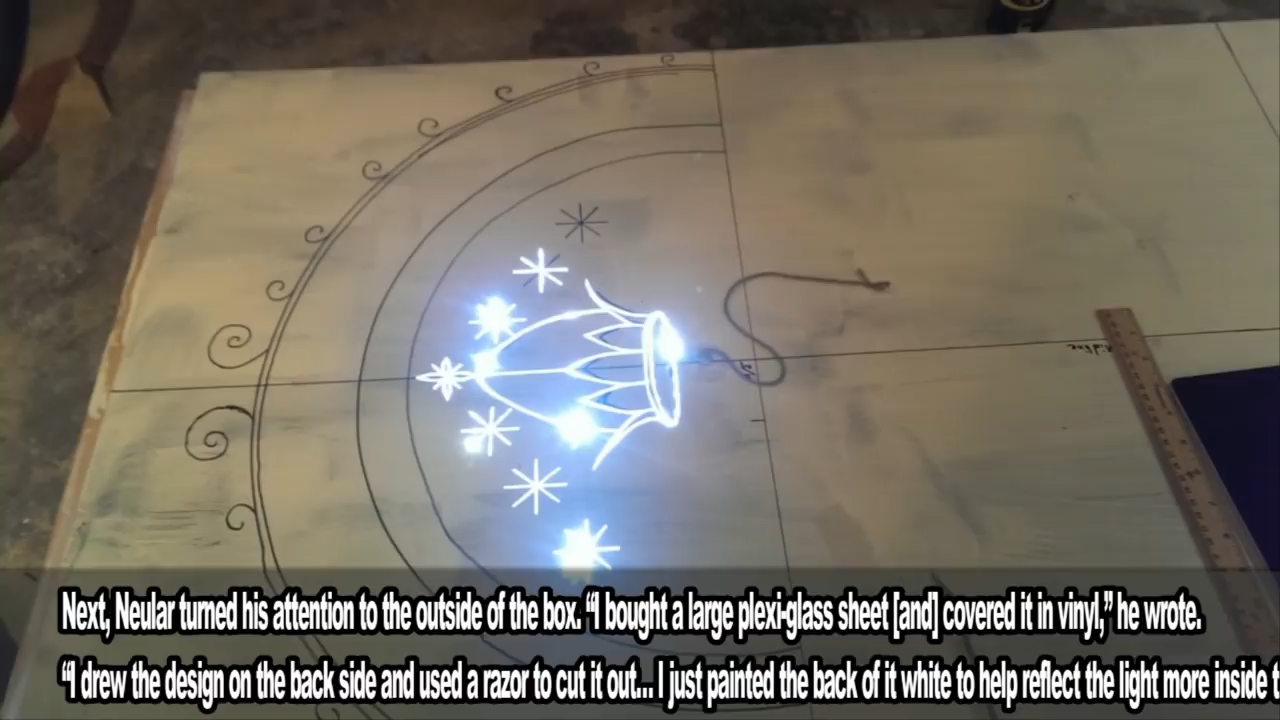 Next, Neular turned his attention to the outside of the box. “I bought a large plexi-glass sheet [and] covered it in vinyl,” he wrote.
“I drew the design on the back side and used a razor to cut it out... I just painted the back of it white to help reflect the light more inside t